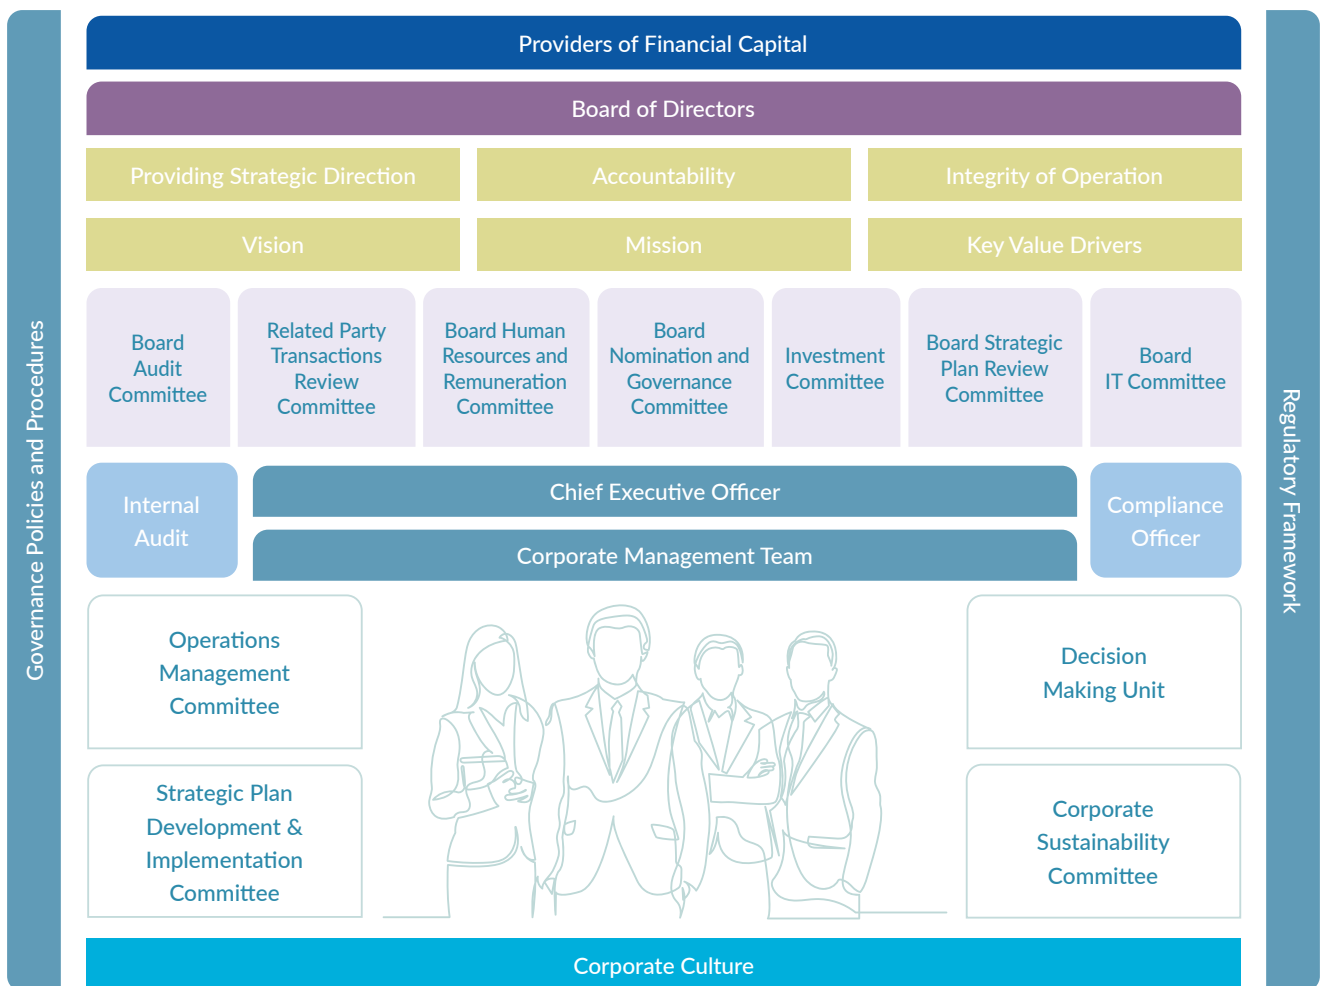 Providers of Financial Capital
Board of Directors
Providing Strategic Direction
Accountability
Integrity of Operation
Vision
Mission
Key Value Drivers
Board
Audit
Committee
Related Party
Transactions
Review
Committee
Board Human
Resources and
Remuneration
Committee
Board
Nomination and
Governance
Committee
Investment
Committee
Board Strategic
Plan Review
Committee
Board
IT Committee
Governance Policies and Procedures
Regulatory Framework
Internal
Audit
Chief Executive Officer
Corporate Management Team
Compliance
Officer
Operations
Management
Committee
Decision
Making Unit
Strategic Plan
Development &
Implementation
Committee
Corporate
Sustainability
Committee
Corporate Culture